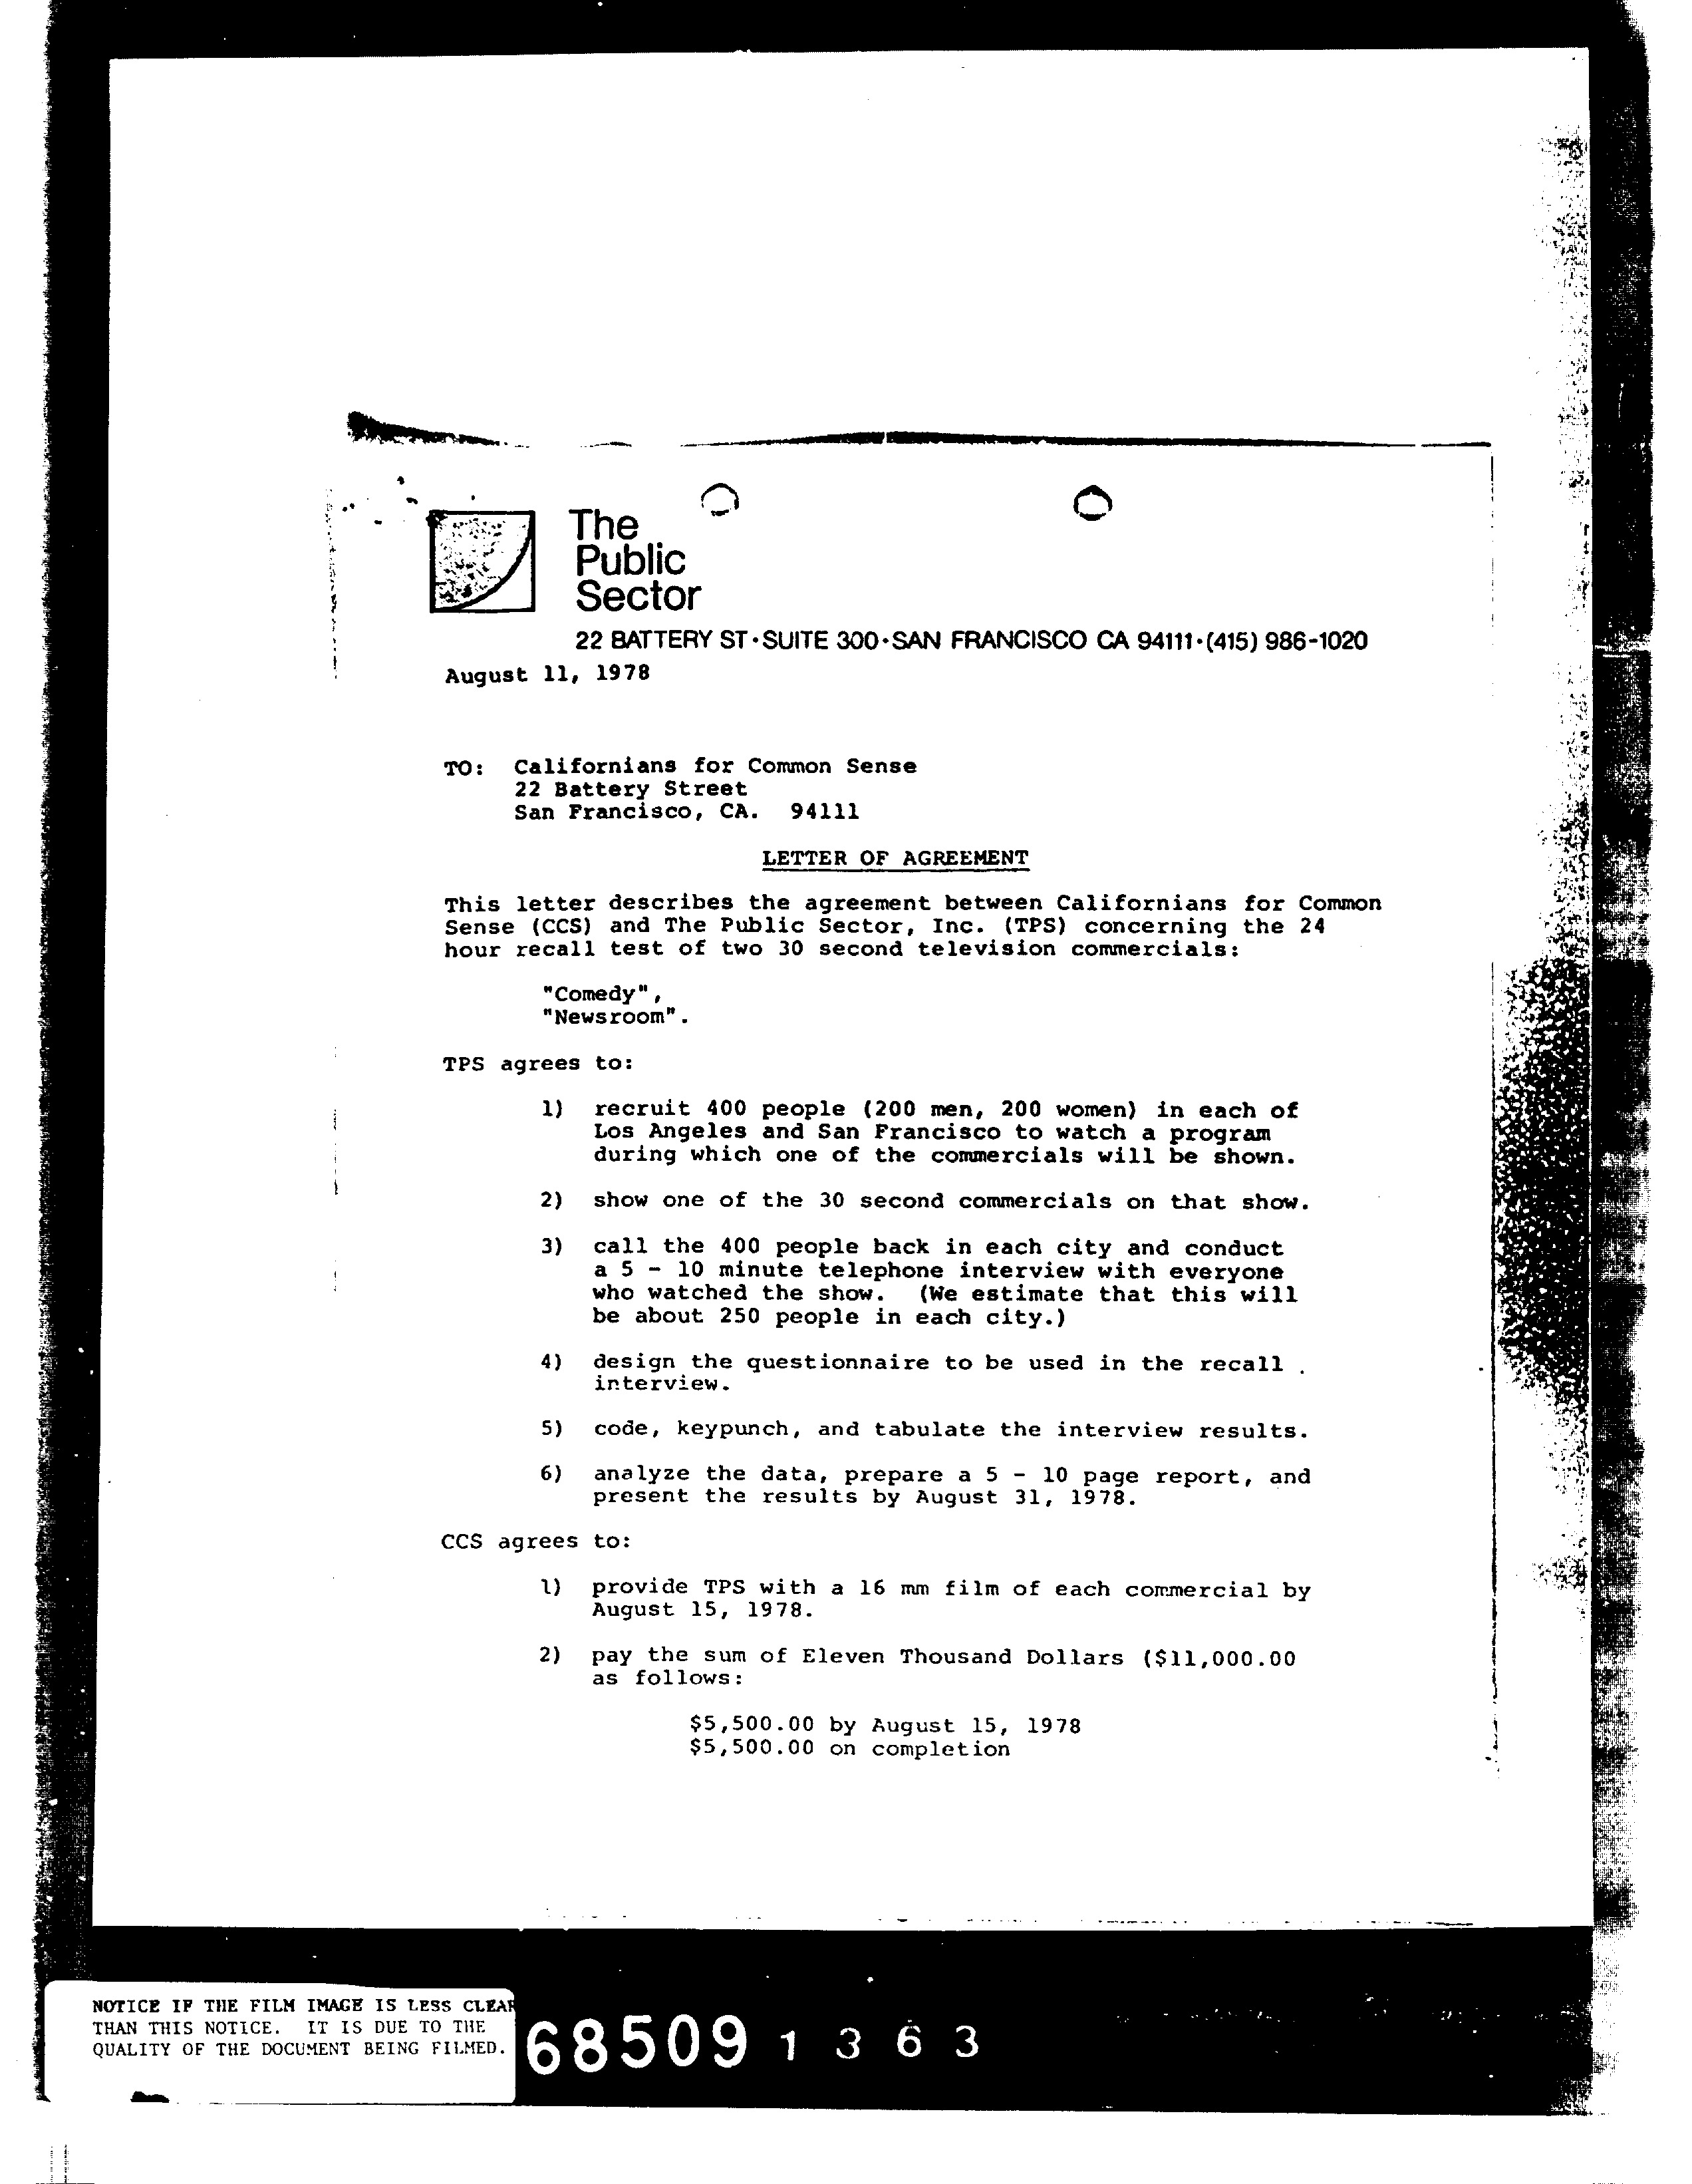 The
Public
Sector
22 BATTERY ST•SUITE 300•SAN FRANCISCO CA 94111•(415) 986-1020
August 11, 1978
TO: Californians for Common Sense
22 Battery Street
San Francisco, CA. 94111
LETTER OF AGREEMENT
This letter describes the agreement between Californians for Common
Sense (CCS) and The Public Sector, Inc. (TPS) concerning the 24
hour recall test of two 30 second television commercials:
"Comedy",
"Newsroom".
TPS agrees to:
1) recruit 400 people (200 men, 200 women) in each of
Los Angeles and San Francisco to watch a program
during which one of the commercials will be shown.
2) show one of the 30 second commercials on that show.
3) call the 400 people back in each city and conduct
a 5 - 10 minute telephone interview with everyone
who watched the show. (We estimate that this will
be about 250 people in each city.)
4) design the questionnaire to be used in the recall .
interview.
5) code, keypunch, and tabulate the interview results.
6) analyze the data, prepare a 5 - 10 page report, and
present the results by August 31, 1978.
CCS agrees to:
1) provide TPS with a 16 mm film of each commercial by
August 15, 1978.
2) pay the sum of Eleven Thousand Dollars ($11,000.00
as follows:
$5,500.00 by August 15, 1978
$5,500.00 on completion
NOTICE IF THE FILM IMAGE IS LESS CLEAR
THAN THIS NOTICE. IT IS DUE TO THE
QUALITY OF THE DOCUMENT BEING FILMED.
68509 1363